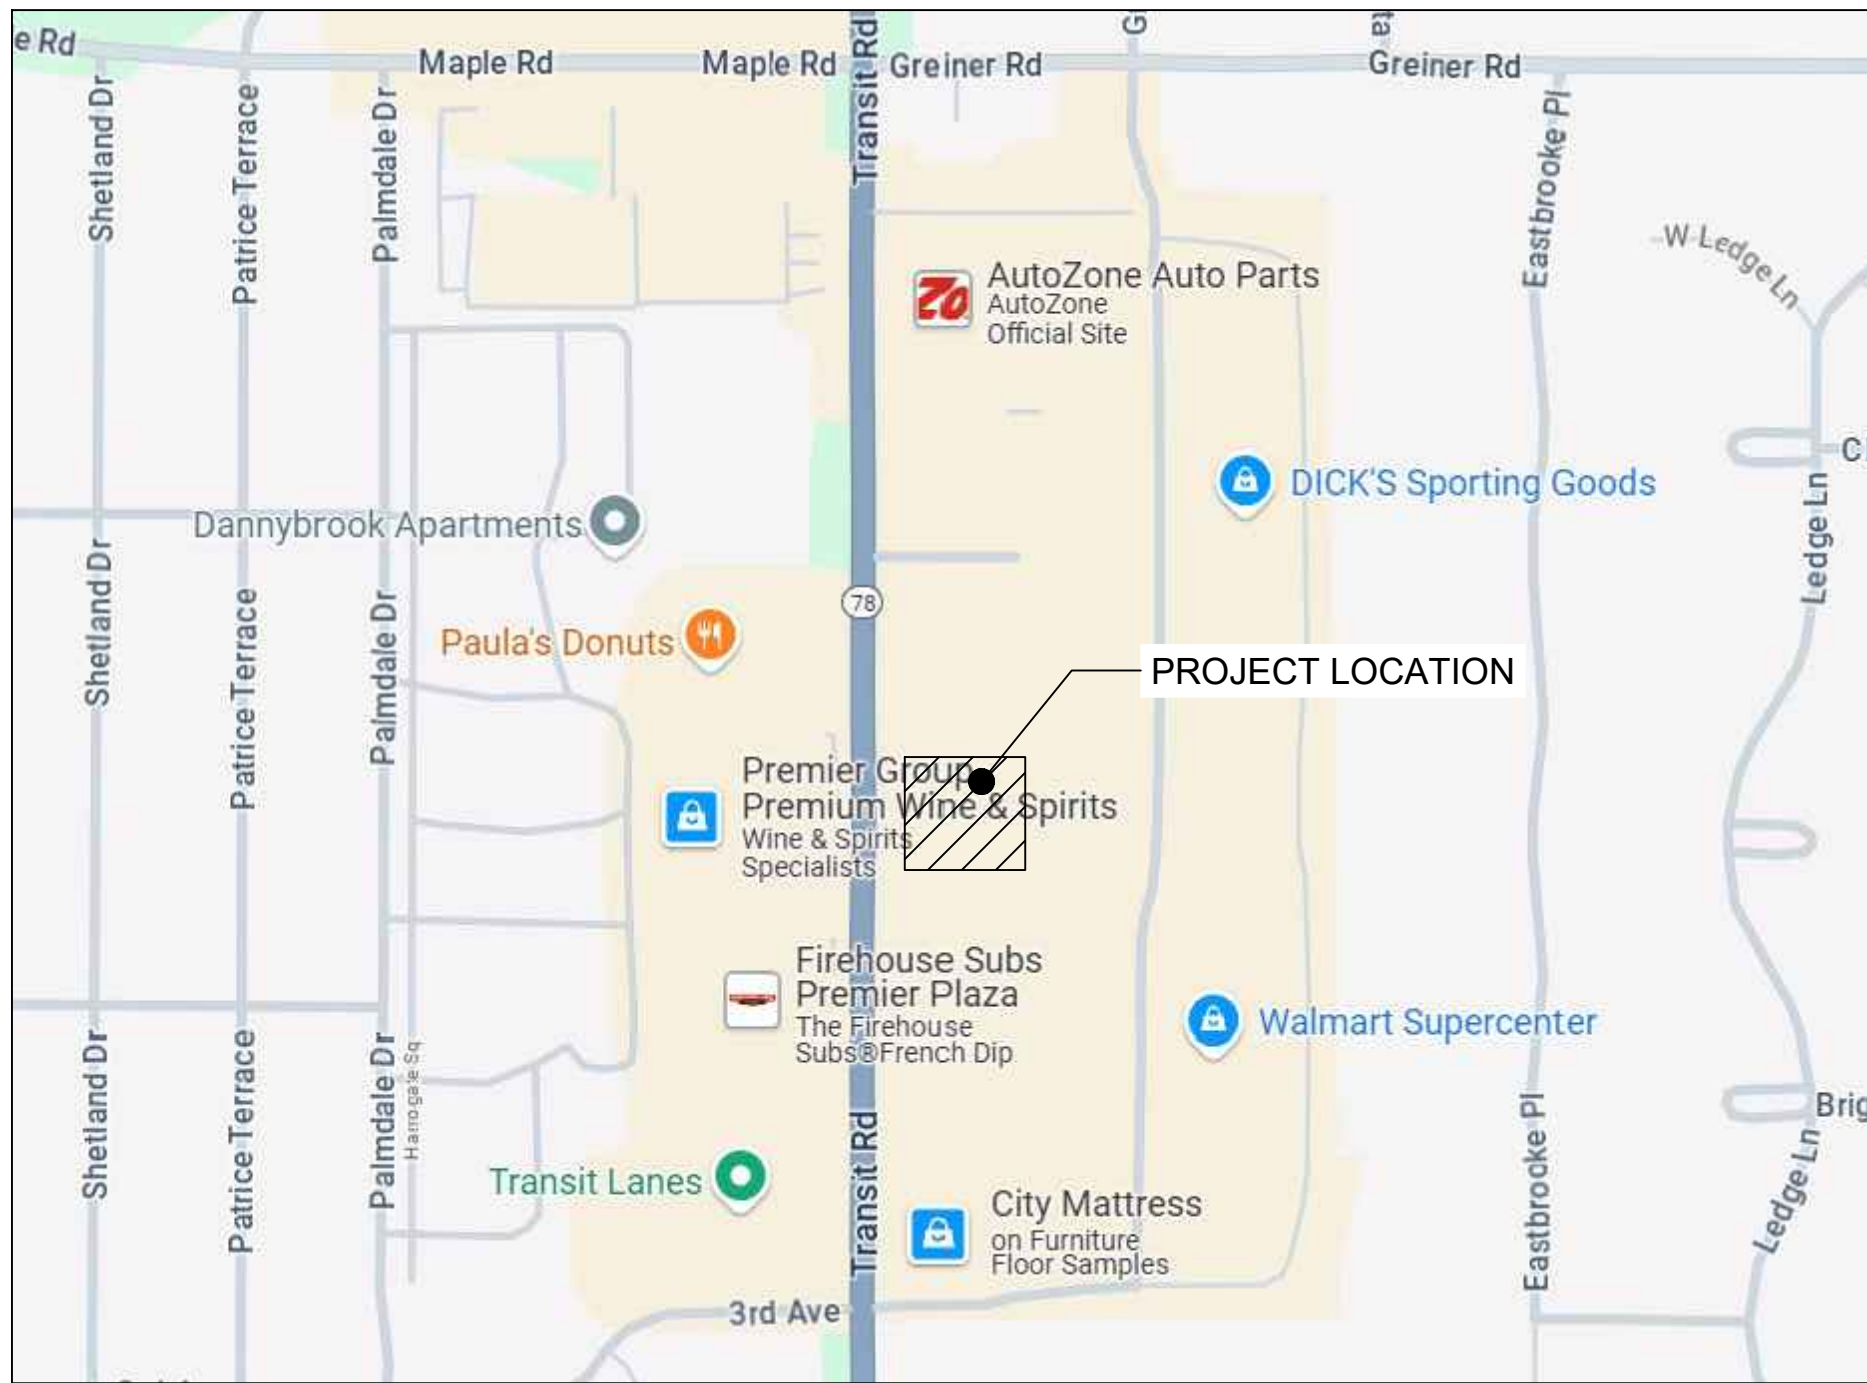 e Rd
Maple Rd
Maple Rd
Greiner Rd
Greiner Rd
Transit Rd
G
ta
Shetland Dr
Patrice Terrace
Palmdale Dr
Eastbrooke Pl
W Ledge Ln
AutoZone Auto Parts
AutoZone
Official Site
Zo
DICK'S Sporting Goods
C
Ledge Ln
Dannybrook Apartments
Shetland Dr
Patrice Terrace
Palmdale Dr
78
Paula's Donuts
PROJECT LOCATION
Premier Group
Premium Wine & Spirits
Wine & Spirits
Specialists
Firehouse Subs
Premier Plaza
The Firehouse
Subs®French Dip
Walmart Supercenter
Shetland Dr
Patrice Terrace
Palmdale Dr
Harrogate Sq
Transit Rd
Eastbrooke Pl
Brig
Ledge Ln
Transit Lanes
City Mattress
on Furniture
Floor Samples
3rd Ave